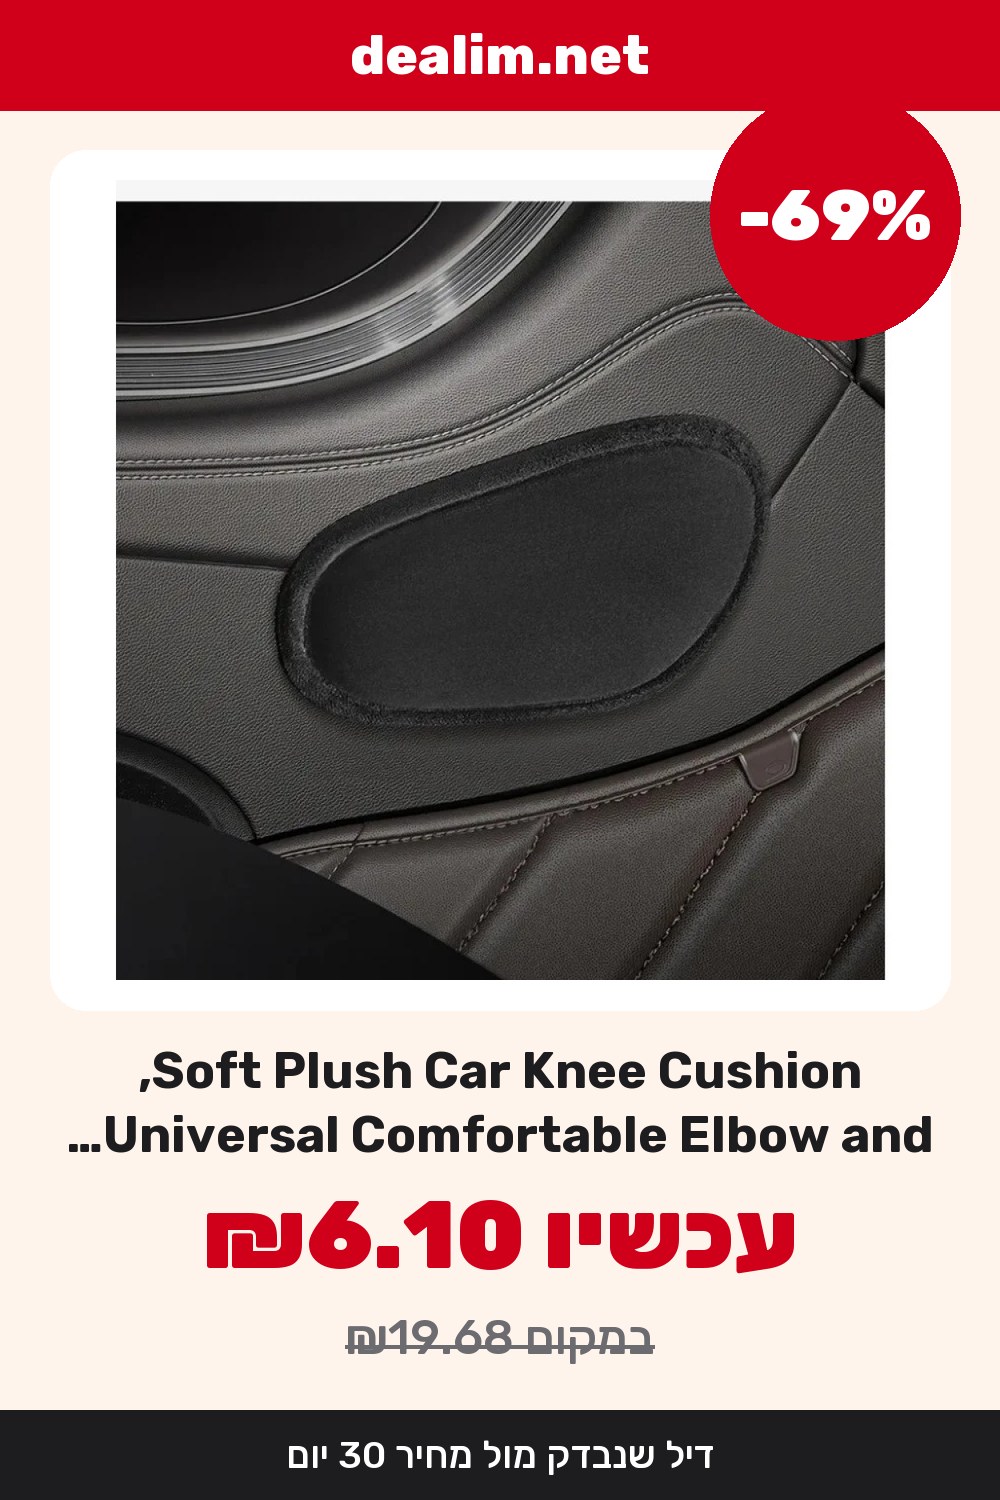 dealim.net
-69%
Soft Plush Car Knee Cushion,
Universal Comfortable Elbow and...
עכשיו 6.10₪
במקום 19.68₪
דיל שנבדק מול מחיר 30 יום